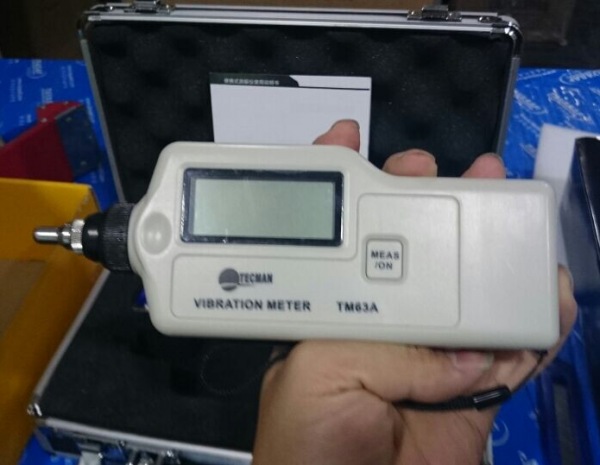 TECMAN
VIBRATION METER TM63A
MEAS
/ON